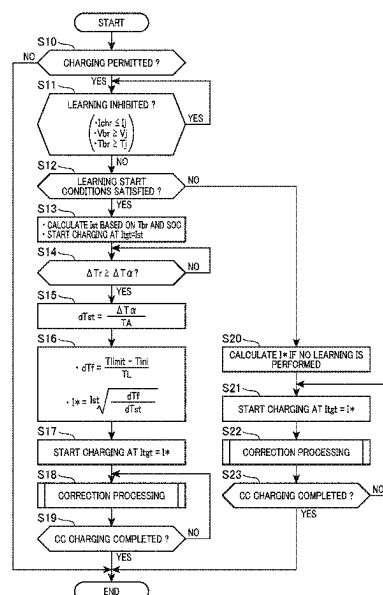 START
S10
CHARGING PERMITTED ?
NO
YES
S11
LEARNING INHIBITED ?
· Ichr ≤ Ij
· Vbr ≥ Vj
· Tbr ≥ Tj
YES
NO
S12
LEARNING START
CONDITIONS SATISFIED ?
NO
YES
S13
· CALCULATE Ist BASED ON Tbr AND SOC
· START CHARGING AT Itgt=Ist
S14
ΔTr ≥ ΔTα ?
NO
YES
S15
dTst = ΔTα / TA
S16
· dTf = Tlimit - Tini / TL
· I* = Ist √ dTf / dTst
S17
START CHARGING AT Itgt = I*
S18
CORRECTION PROCESSING
S19
CC CHARGING COMPLETED ?
NO
YES
S20
CALCULATE I* IF NO LEARNING IS
PERFORMED
S21
START CHARGING AT Itgt = I*
S22
CORRECTION PROCESSING
S23
CC CHARGING COMPLETED ?
NO
YES
END